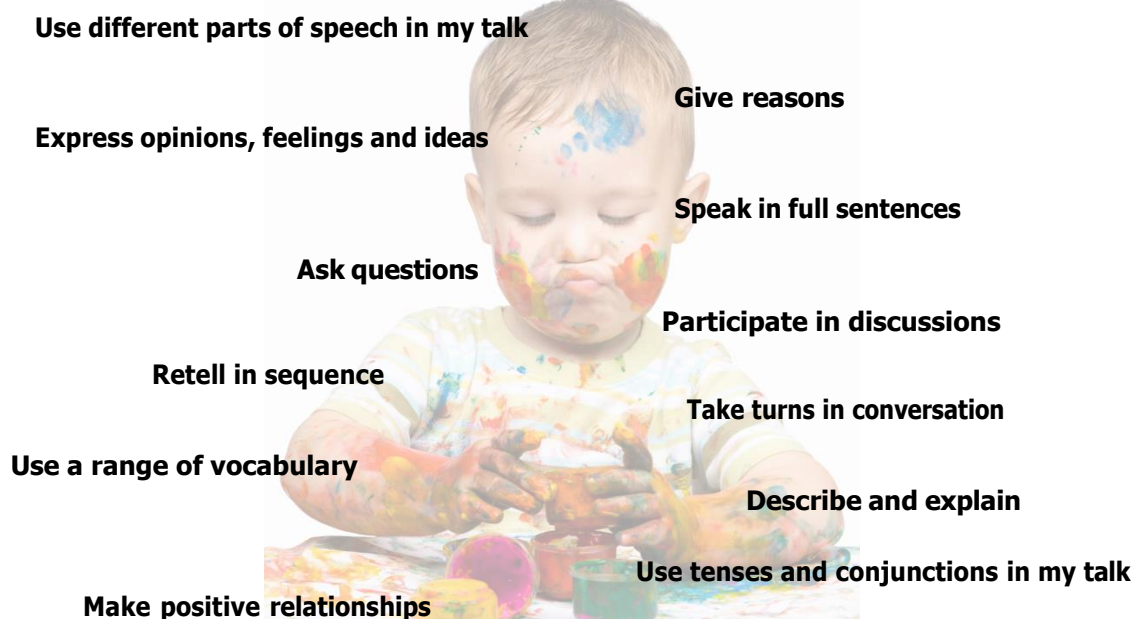 Use different parts of speech in my talk
Give reasons
Express opinions, feelings and ideas
Speak in full sentences
Ask questions
Participate in discussions
Retell in sequence
Take turns in conversation
Use a range of vocabulary
Describe and explain
Use tenses and conjunctions in my talk
Make positive relationships